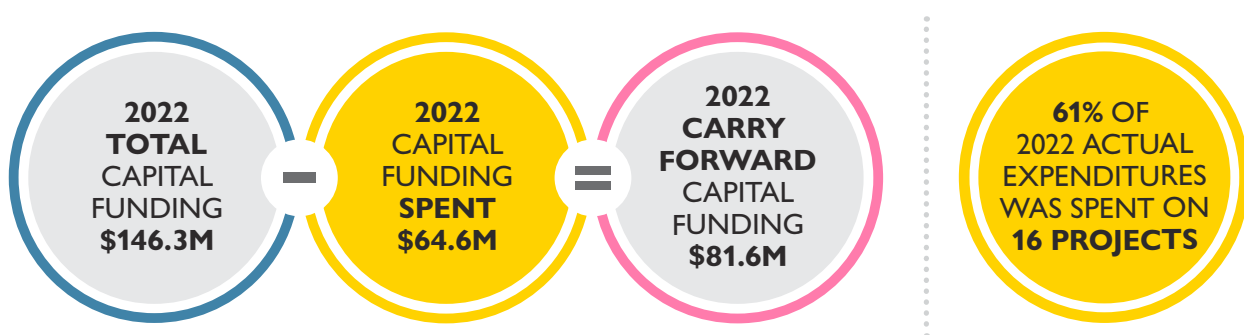 2022
TOTAL
CAPITAL
FUNDING
$146.3M
2022
CAPITAL
FUNDING
SPENT
$64.6M
2022
CARRY
FORWARD
CAPITAL
FUNDING
$81.6M
61% OF
2022 ACTUAL
EXPENDITURES
WAS SPENT ON
16 PROJECTS